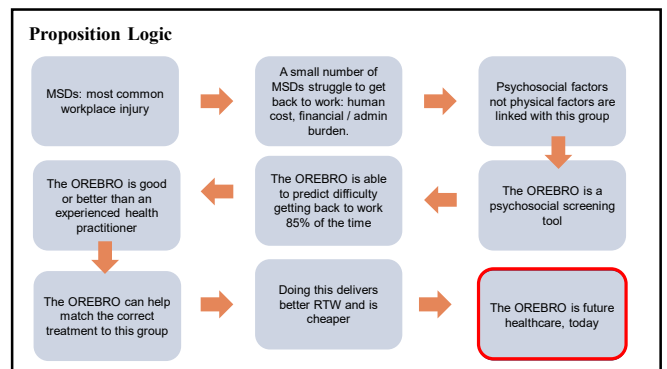 Proposition Logic
MSDs: most common
workplace injury
A small number of
MSDs struggle to get
back to work: human
cost, financial / admin
burden.
Psychosocial factors
not physical factors are
linked with this group
The OREBRO is a
psychosocial screening
tool
The OREBRO is able
to predict difficulty
getting back to work
85% of the time
The OREBRO is good
or better than an
experienced health
practitioner
The OREBRO can help
match the correct
treatment to this group
Doing this delivers
better RTW and is
cheaper
The OREBRO is future
healthcare, today